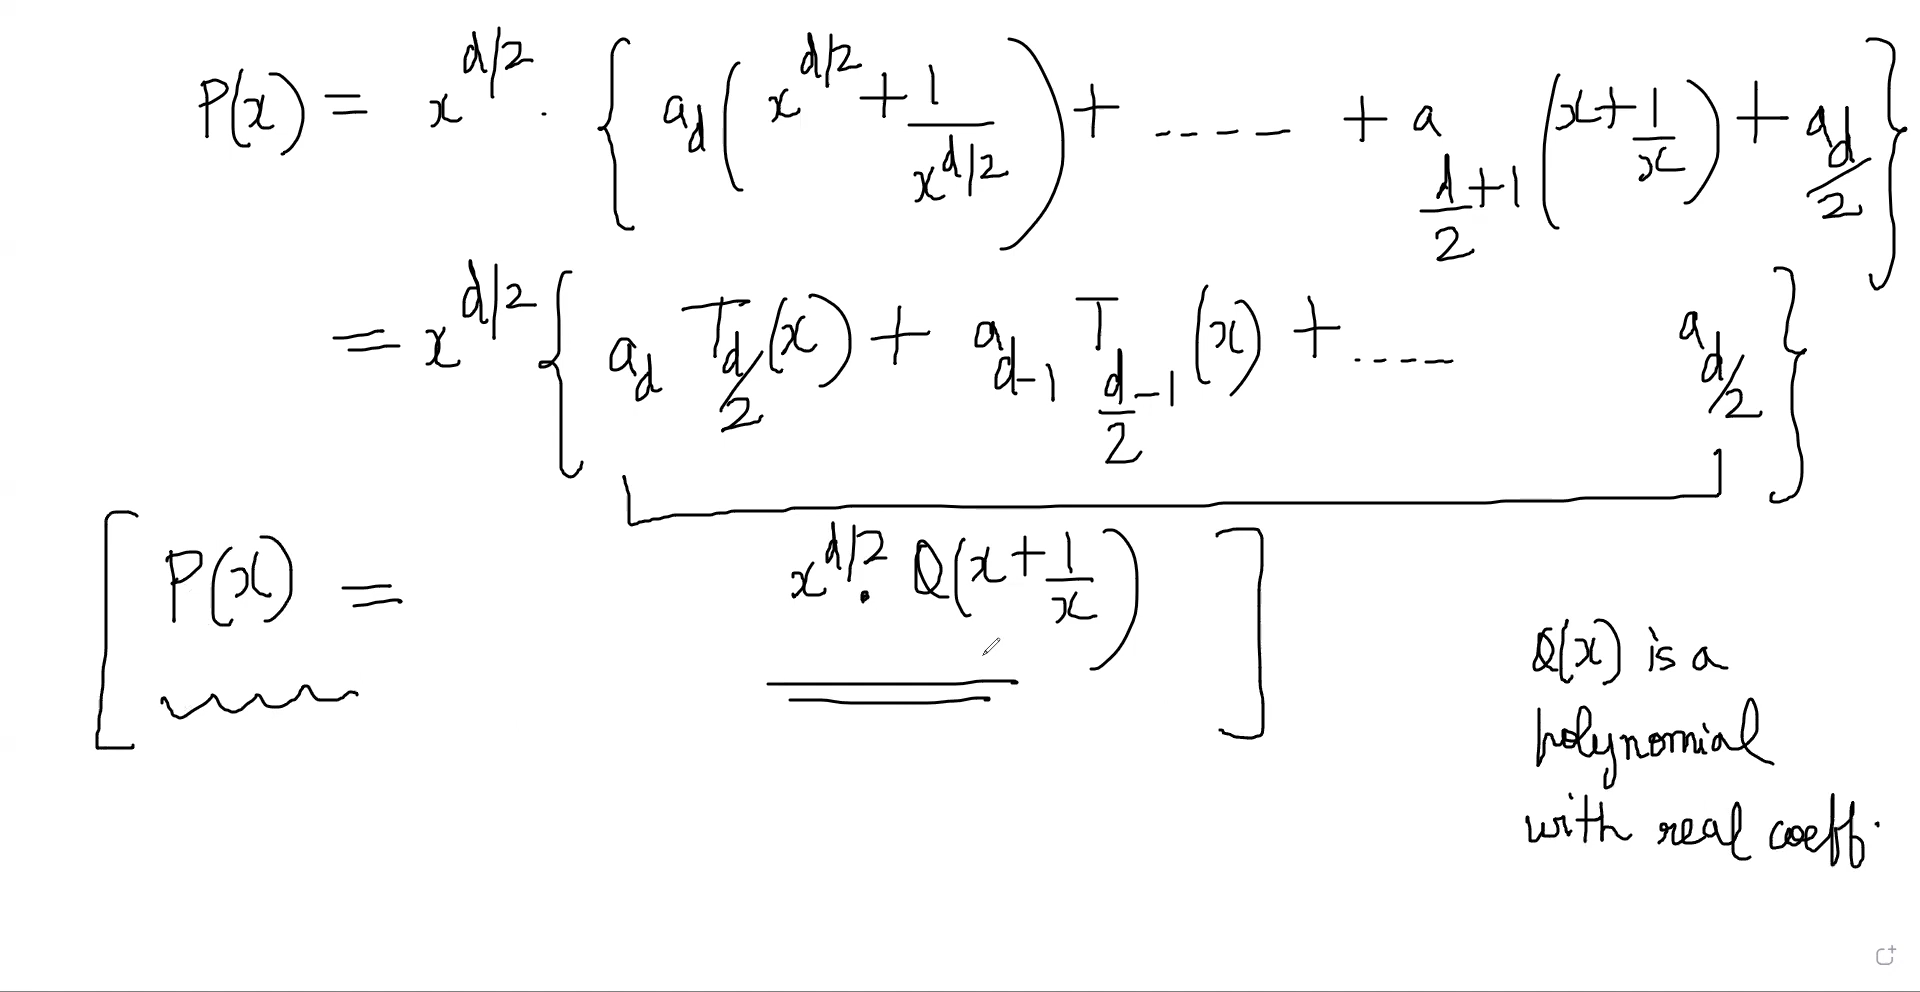 P(x) = x^{d/2} · { a_d ( x^{d/2} + 1/x^{d/2} ) + ----- + a_{d/2+1} ( x + 1/x ) + a_{d/2} }
= x^{d/2} { a_d T_{d/2}(x) + a_{d-1} T_{d/2-1}(x) + ----- a_{d/2} }
[ P(x) = x^{d/2} . Q(x + 1/x) ]
Q(x) is a
polynomial
with real coeff.